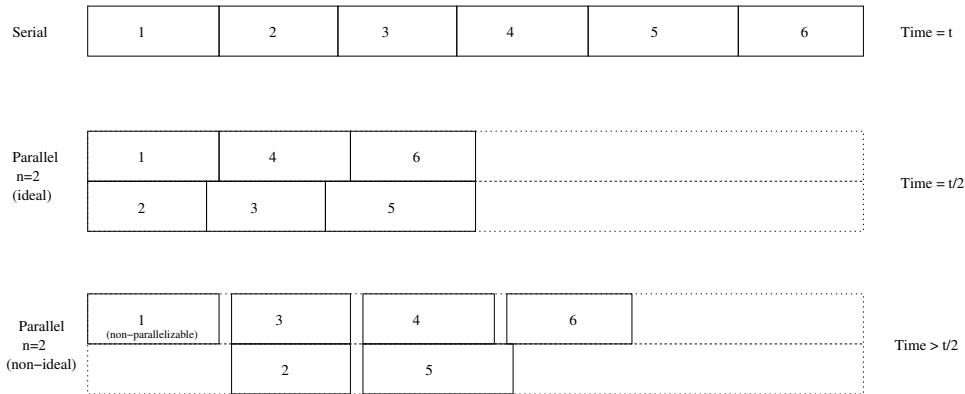 Serial 1 2 3 4 5 6 Time = t
Parallel
n=2
(ideal)
1 4 6
2 3 5
Time = t/2
Parallel
n=2
(non−ideal)
1 3 4 6
(non−parallelizable)
2 5
Time > t/2